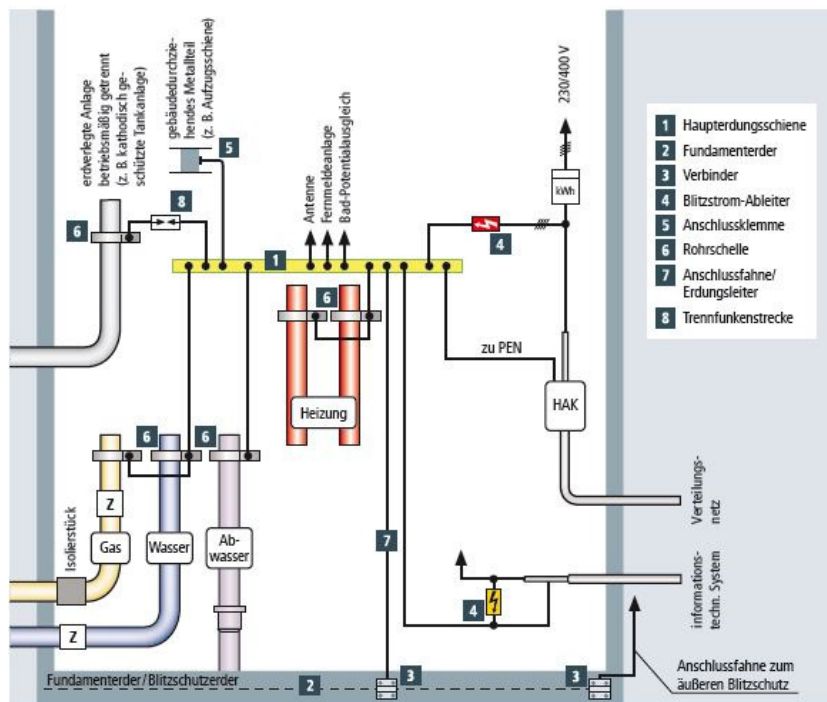 erdverlegte Anlage
betriebsmäßig getrennt
(z. B. kathodisch ge-
schützte Tankanlage)
gebäudedurchzie-
hendes Metallteil
(z. B. Aufzugsschiene)
5
8
6
Antenne
Fernmeldeanlage
Bad-Potentialausgleich
230/400 V
kWh
4
1
6
zu PEN
HAK
Heizung
6
6
Z
Isolierstück
Gas
Wasser
Ab-
wasser
Z
7
4
Verteilungs-
netz
informations-
techn. System
Fundamenterder/Blitzschutzerder
2
3
3
Anschlussfahne zum
äußeren Blitzschutz
1 Haupterdungsschiene
2 Fundamenterder
3 Verbinder
4 Blitzstrom-Ableiter
5 Anschlussklemme
6 Rohrschelle
7 Anschlussfahne/
Erdungsleiter
8 Trennfunkenstrecke